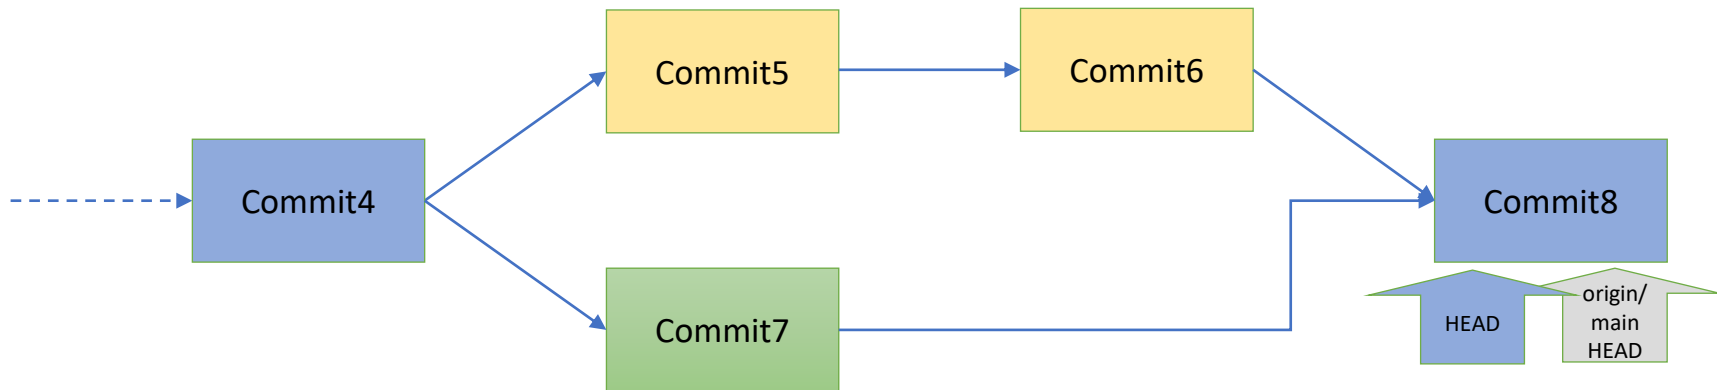 Commit5
Commit6
Commit4
Commit8
Commit7
HEAD
origin/
main
HEAD